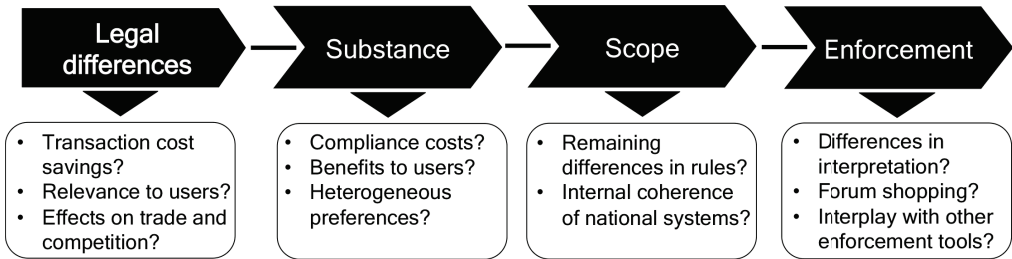 Legal
differences
Substance
Scope
Enforcement
• Transaction cost
savings?
• Relevance to users?
• Effects on trade and
competition?
• Compliance costs?
• Benefits to users?
• Heterogeneous
preferences?
• Remaining
differences in rules?
• Internal coherence
of national systems?
• Differences in
interpretation?
• Forum shopping?
• Interplay with other
enforcement tools?